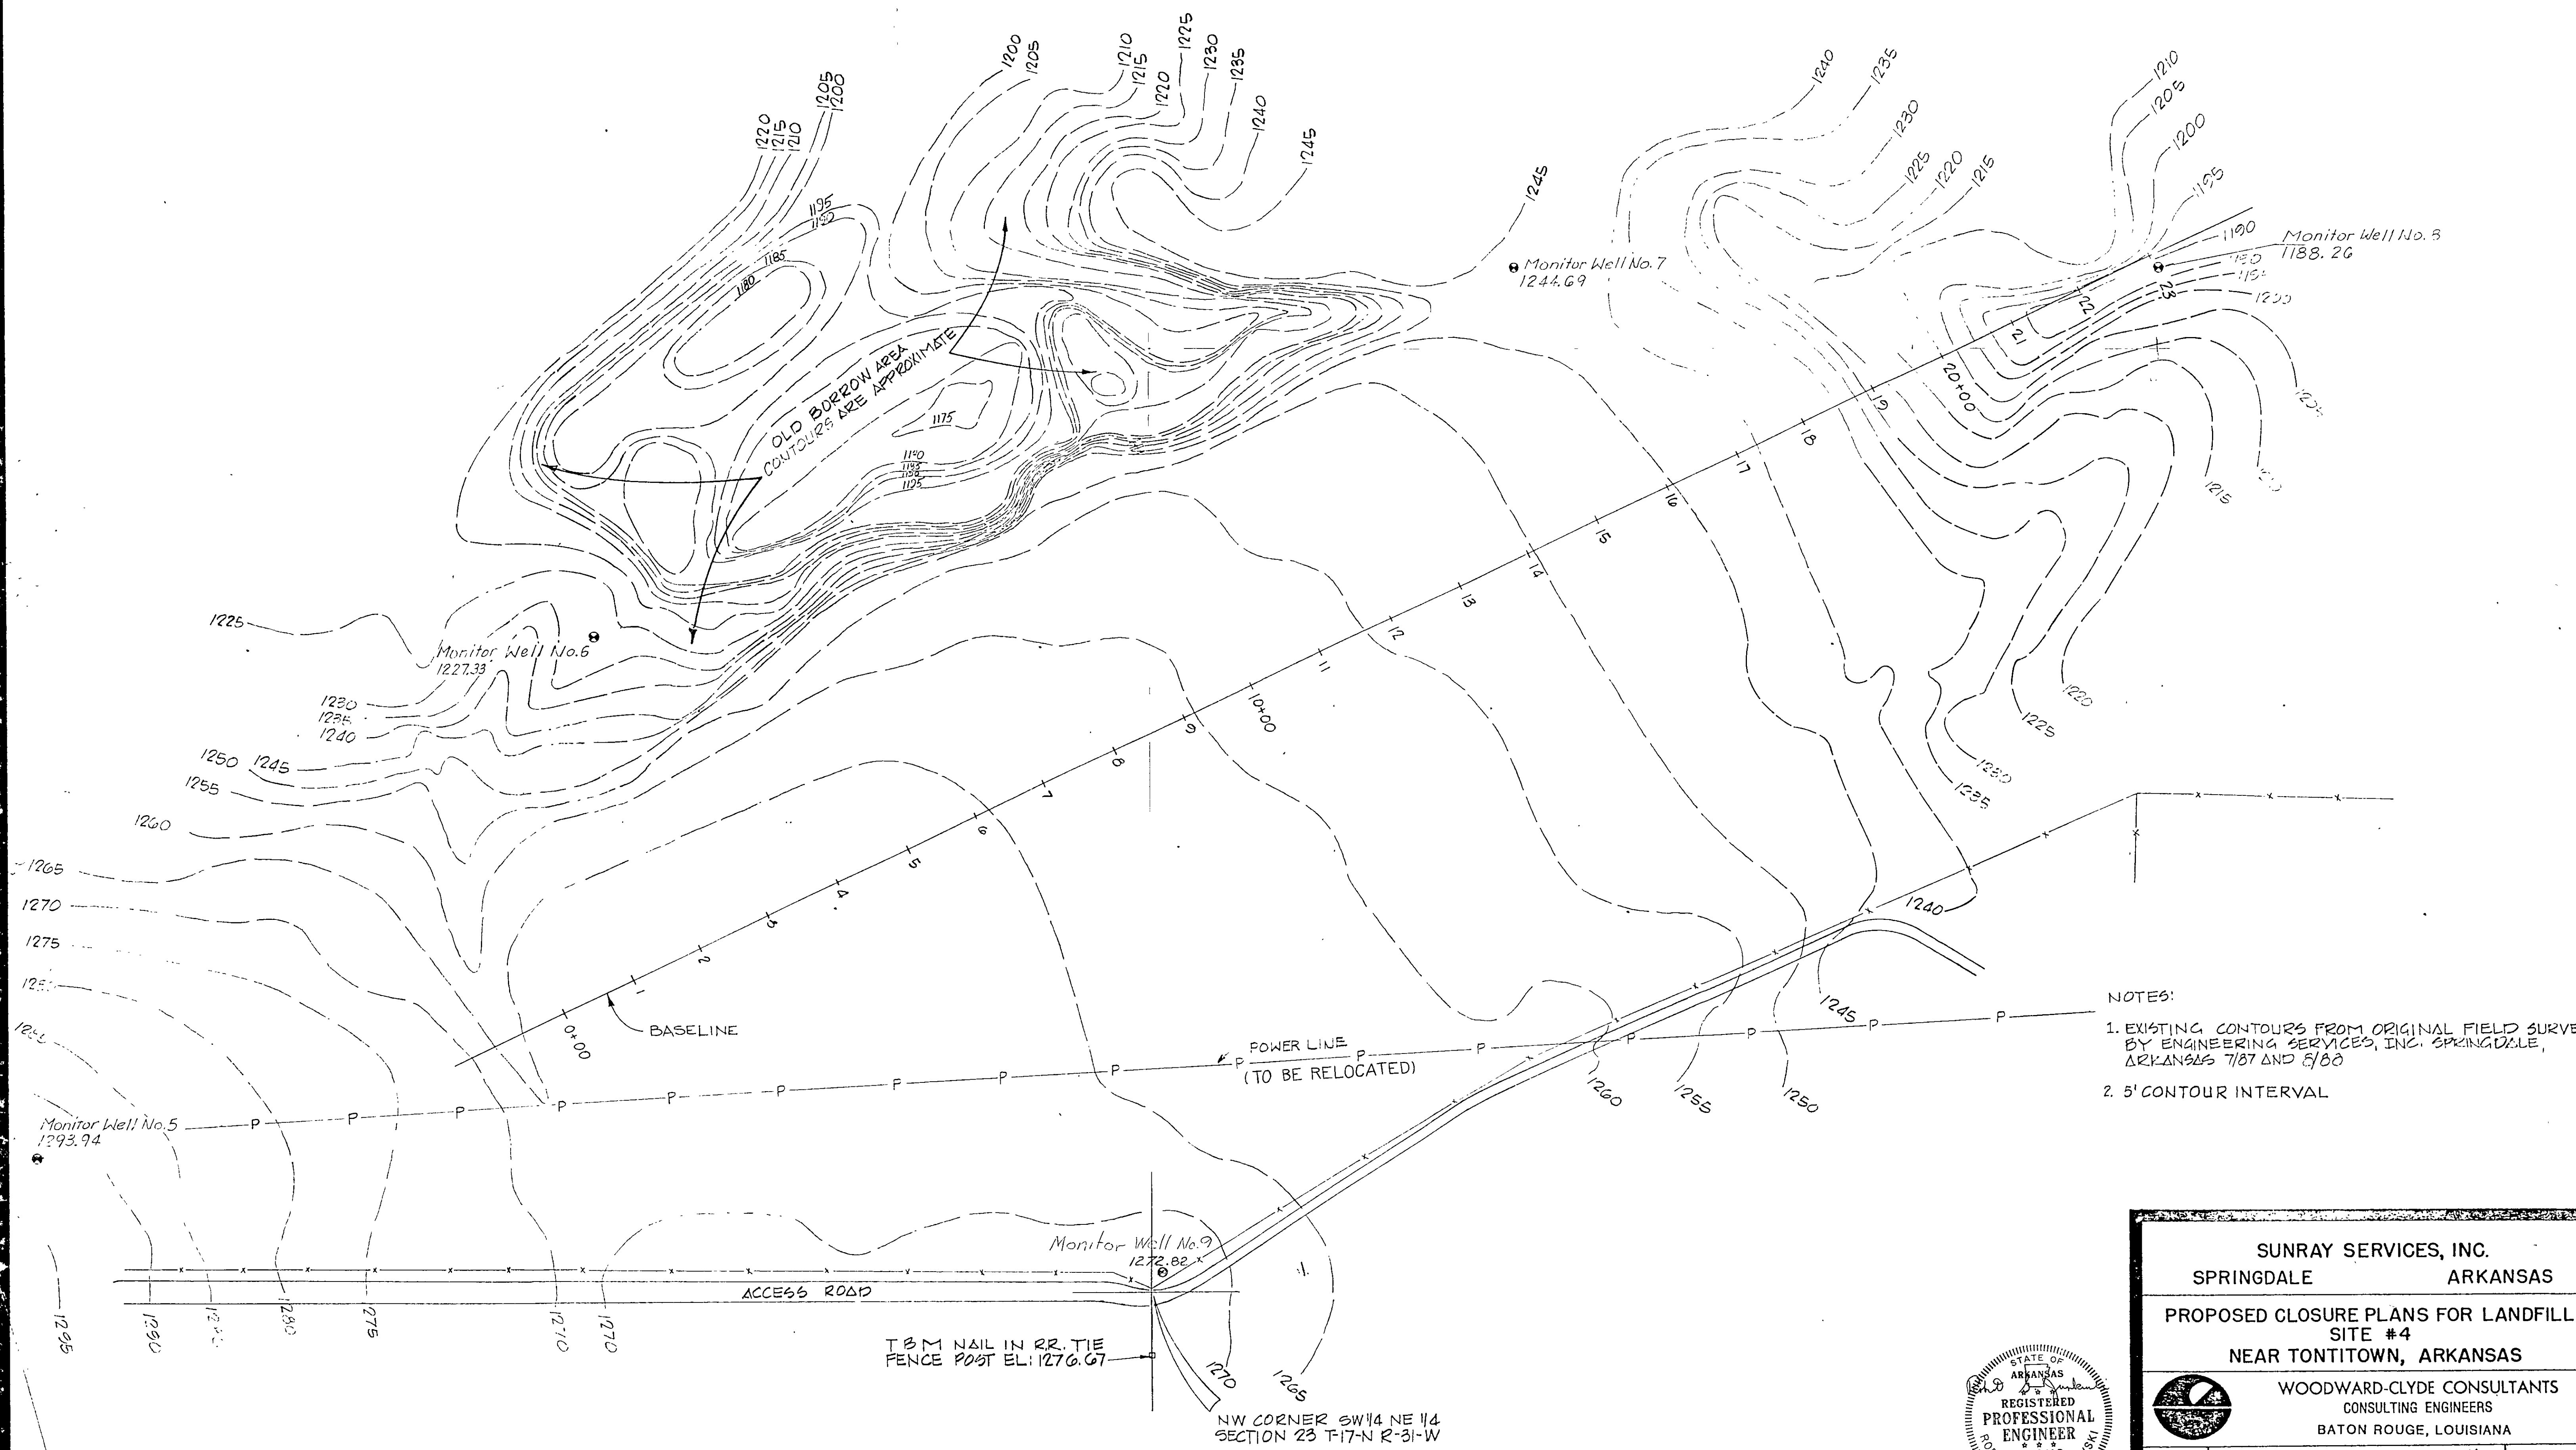 1200
1205
1210
1215
1220
1225
1230
1235
1240
1245
1220
1215
1210
1205
1200
1195
1190
1185
1180
1245
1240
1235
1230
1225
1220
1215
1210
1205
1200
1195
1190
Monitor Well No. 8
1188.26
Monitor Well No. 7
1244.69
OLD BORROW AREA
CONTOURS ARE APPROXIMATE
1175
1190
1195
22
23
21
20+00
19
18
17
16
15
14
13
12
11
10+00
9
8
7
6
5
4
3
2
1
0+00
BASELINE
1200
1215
1220
1225
1230
1235
1240
1225
Monitor Well No. 6
1227.33
1230
1235
1240
1250
1245
1255
1260
1265
1270
1275
Monitor Well No. 5
1293.94
P P P P P P P P P P P P P P P
POWER LINE
(TO BE RELOCATED)
1245
1260
1255
1250
Monitor Well No. 9
1272.82
ACCESS ROAD
1295
1290
1280
1275
1270
1270
1270
1265
T B M NAIL IN R.R. TIE
FENCE POST EL: 1276.67
NW CORNER SW 1/4 NE 1/4
SECTION 23 T-17-N R-31-W
NOTES:
1. EXISTING CONTOURS FROM ORIGINAL FIELD SURVE
BY ENGINEERING SERVICES, INC. SPRINGDALE,
ARKANSAS 7/87 AND 8/88
2. 5' CONTOUR INTERVAL
SUNRAY SERVICES, INC.
SPRINGDALE ARKANSAS
PROPOSED CLOSURE PLANS FOR LANDFILL
SITE #4
NEAR TONTITOWN, ARKANSAS
WOODWARD-CLYDE CONSULTANTS
CONSULTING ENGINEERS
BATON ROUGE, LOUISIANA
STATE OF
ARKANSAS
REGISTERED
PROFESSIONAL
ENGINEER